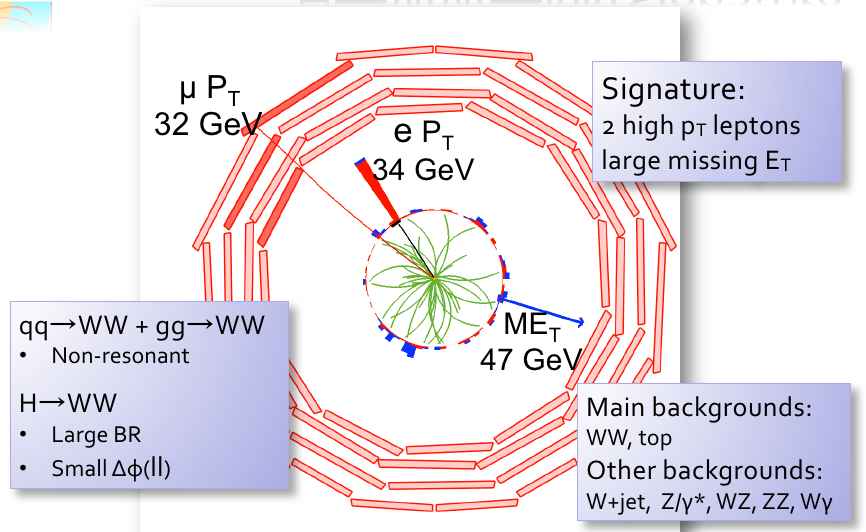 μ P_T
32 GeV
e P_T
34 GeV
Signature:
2 high p_T leptons
large missing E_T
qq→WW + gg→WW
• Non-resonant
H→WW
• Large BR
• Small Δϕ(ll)
ME_T
47 GeV
Main backgrounds:
WW, top
Other backgrounds:
W+jet, Z/γ*, WZ, ZZ, Wγ